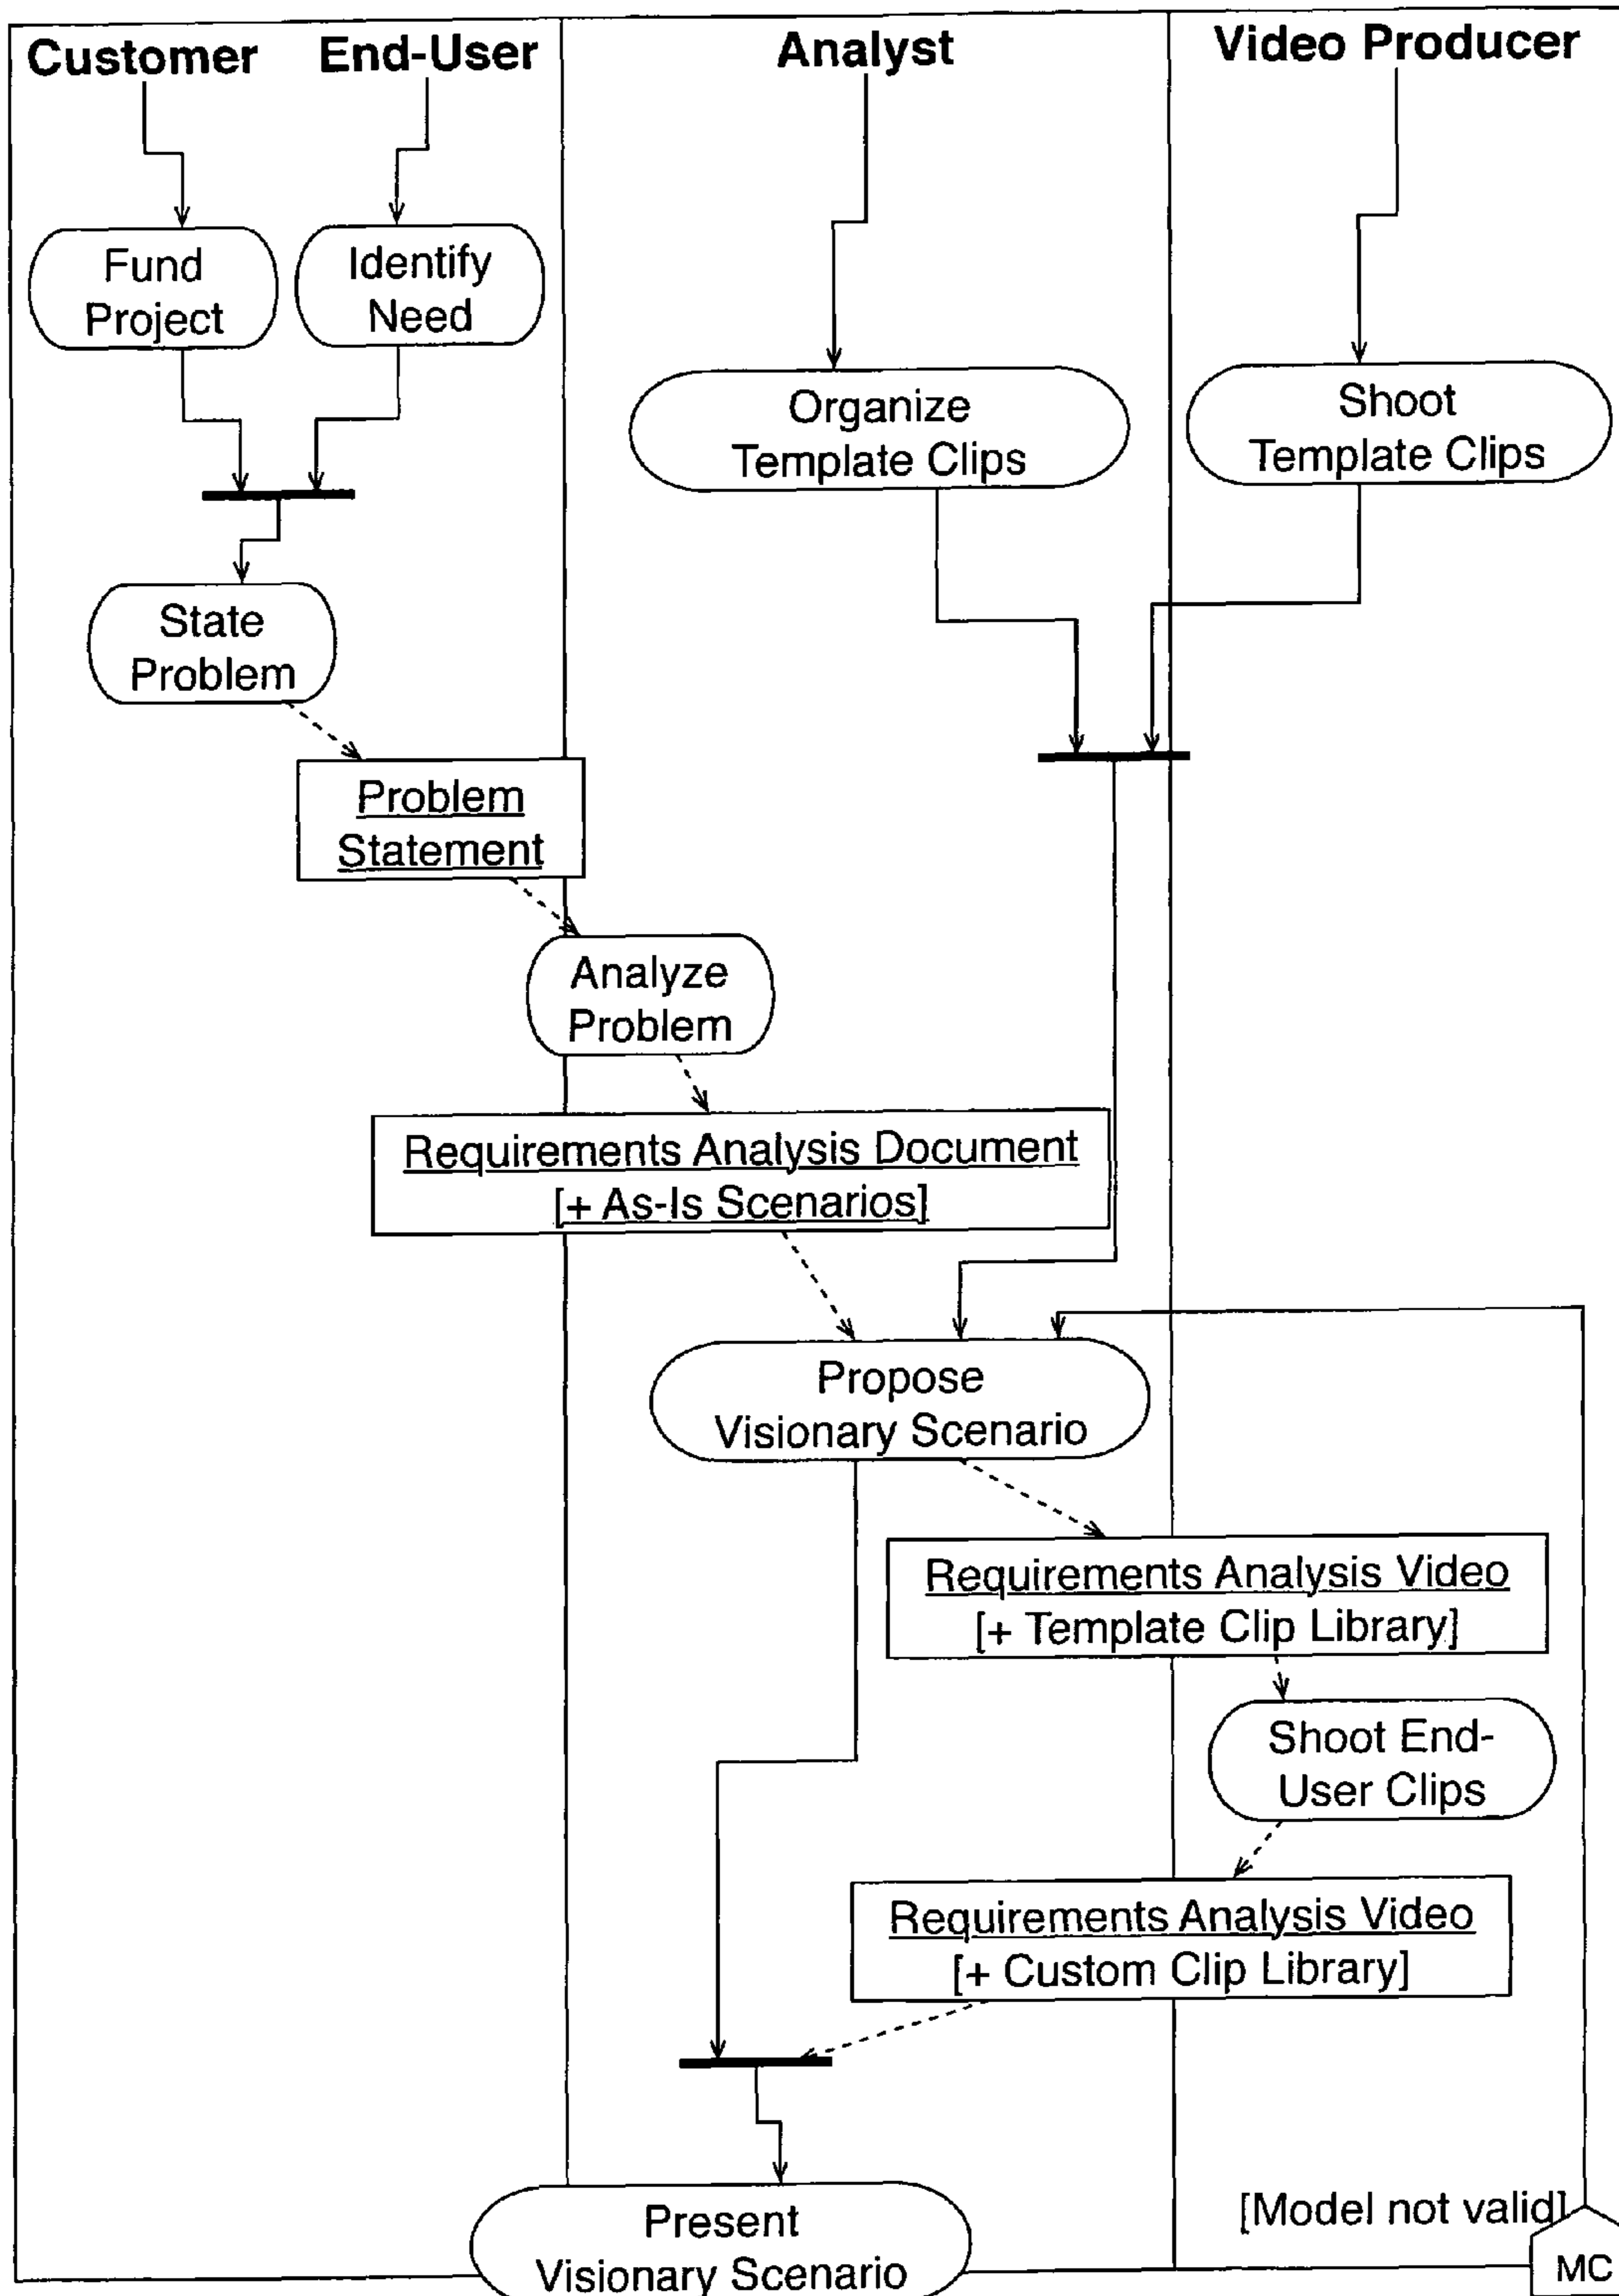 Customer End-User Analyst Video Producer
Fund
Project
Identify
Need
Organize
Template Clips
Shoot
Template Clips
State
Problem
Problem
Statement
Analyze
Problem
Requirements Analysis Document
[+ As-Is Scenarios]
Propose
Visionary Scenario
Requirements Analysis Video
[+ Template Clip Library]
Shoot End-
User Clips
Requirements Analysis Video
[+ Custom Clip Library]
Present
Visionary Scenario
[Model not valid]
MC